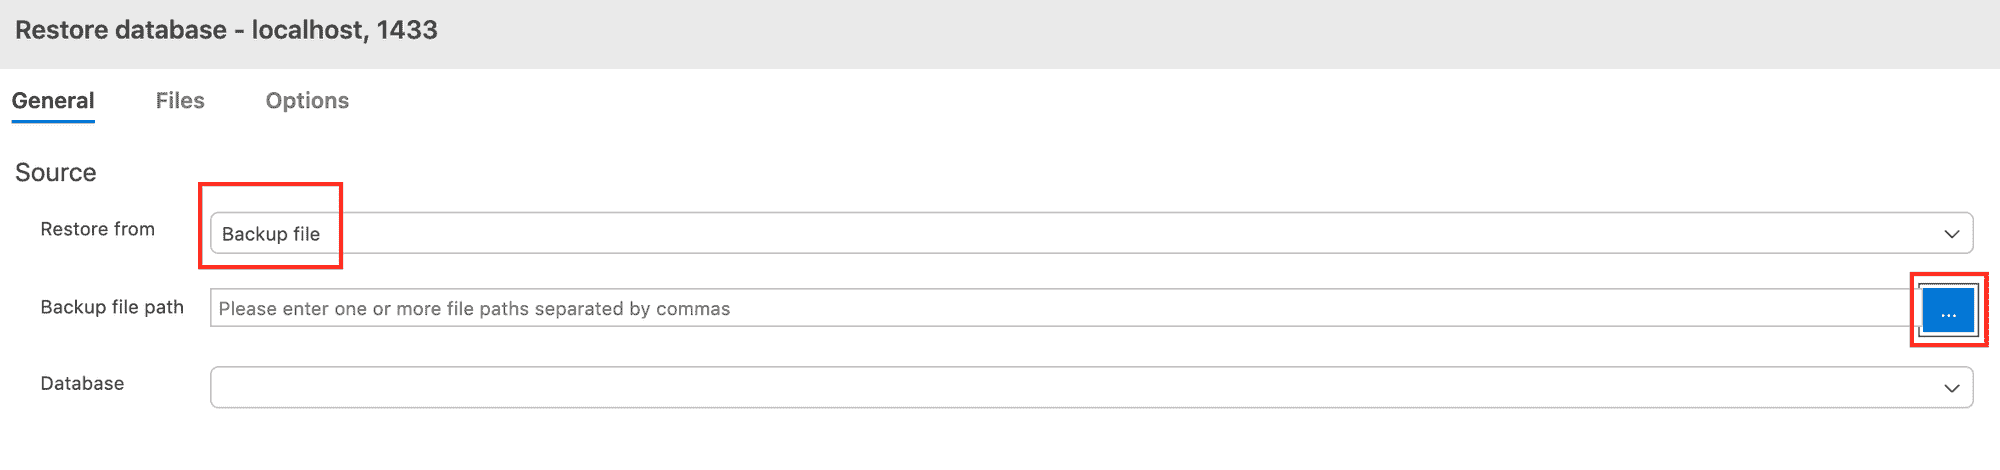 Restore database - localhost, 1433
General Files Options
Source
Restore from Backup file
Backup file path Please enter one or more file paths separated by commas ...
Database